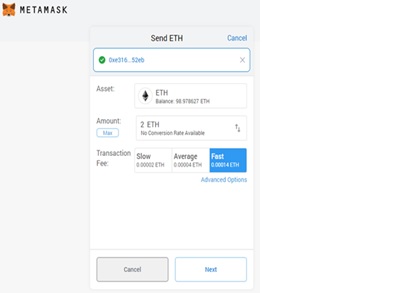 METAMASK
Send ETH
Cancel
0xe316...52eb
Asset:
ETH
Balance: 98.97862T ETH
Amount:
Max
2 ETH
No Conversion Rate Available
Transaction
Fee:
Slow
0.00002 ETH
Average
0.00004 ETH
Fast
0.00014 ETH
Advanced Options
Cancel
Next